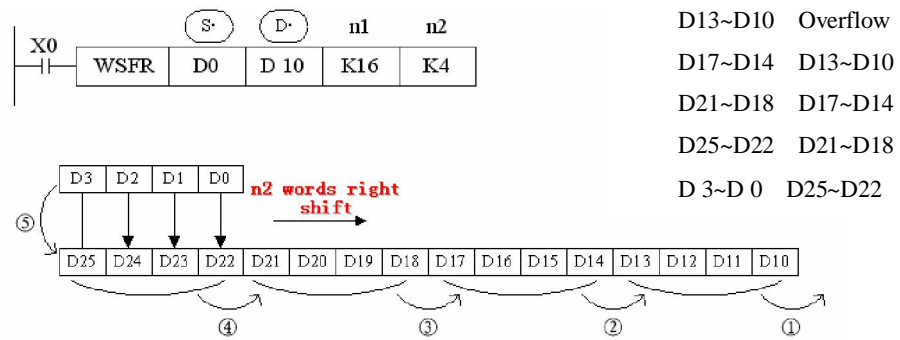 S· D· n1 n2
X0
WSFR D0 D 10 K16 K4
D13~D10 Overflow
D17~D14 D13~D10
D21~D18 D17~D14
D25~D22 D21~D18
D 3~D 0 D25~D22
D3 D2 D1 D0
n2 words right
shift
⑤
D25 D24 D23 D22 D21 D20 D19 D18 D17 D16 D15 D14 D13 D12 D11 D10
④ ③ ② ①